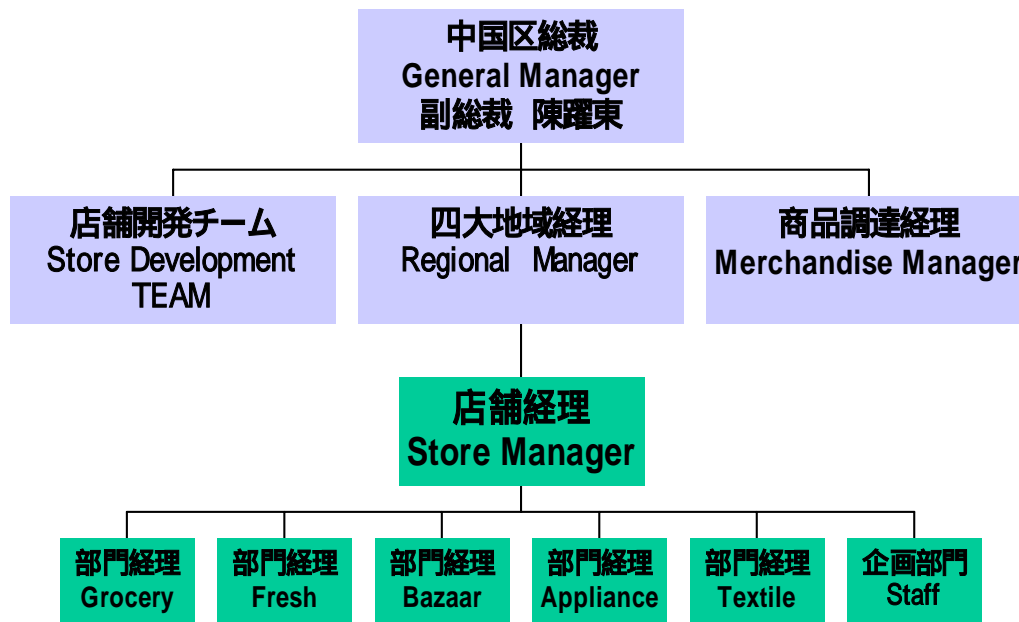 中国区総裁
General Manager
副総裁 陳躍東
店舗開発チーム
Store Development
TEAM
四大地域経理
Regional Manager
商品調達経理
Merchandise Manager
店舗経理
Store Manager
部門経理
Grocery
部門経理
Fresh
部門経理
Bazaar
部門経理
Appliance
部門経理
Textile
企画部門
Staff